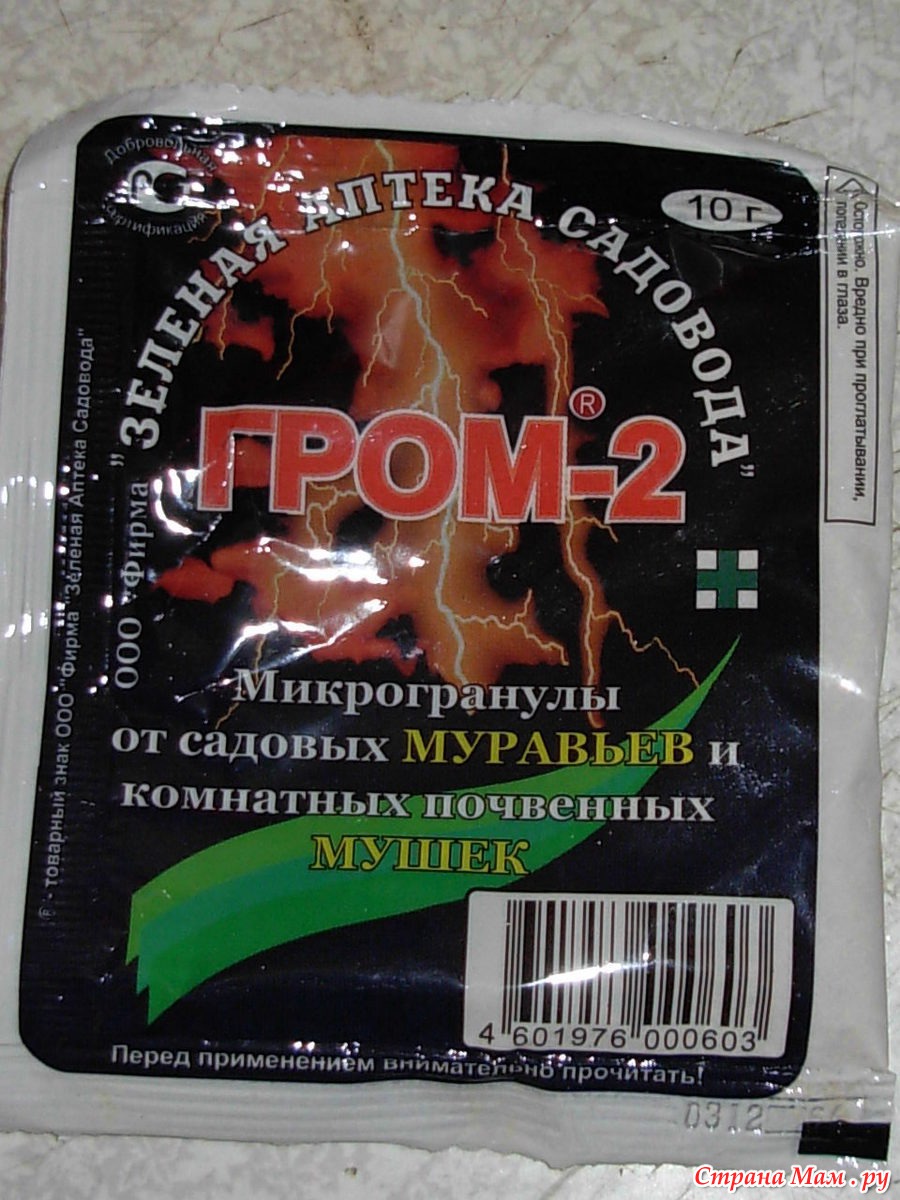 Добровольная
сертификация
ООО "Фирма "ЗЕЛЕНАЯ АПТЕКА САДОВОДА"
10 г
Осторожно. Вредно при проглатывании,
попадении в глаза.
ГРОМ®-2
Микрогранулы
от садовых МУРАВЬЕВ и
комнатных почвенных
МУШЕК
® - товарный знак ООО "Фирма "Зеленая Аптека Садовода"
4 601976 000603
Перед применением внимательно прочитать!
0312
Страна Мам.ру